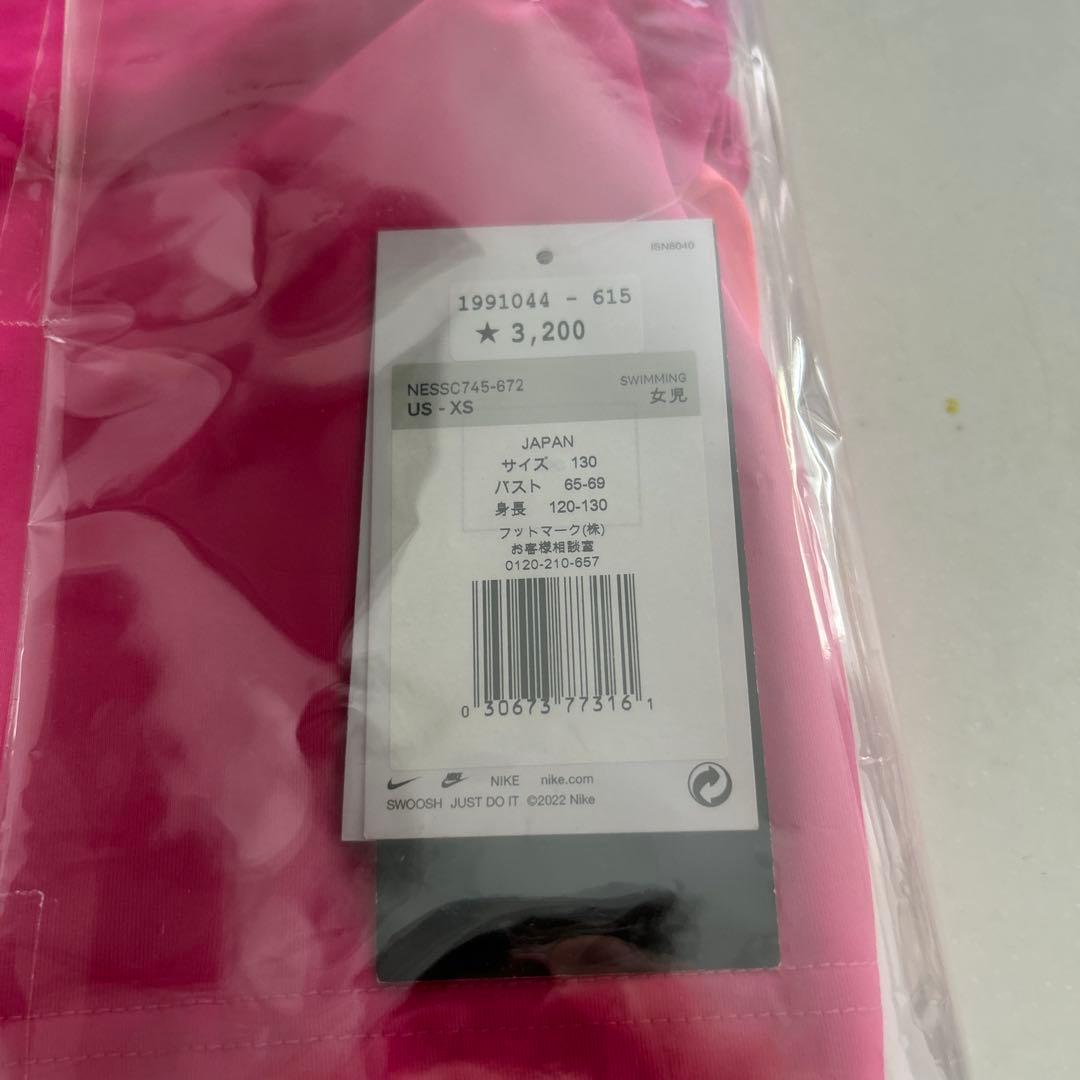 ISN8040
1991044 - 615
★ 3,200
NESSC745-672
US - XS
SWIMMING
女児
JAPAN
サイズ 130
バスト 65-69
身長 120-130
フットマーク(株)
お客様相談室
0120-210-657
0 30673 77316 1
NIKE nike.com
SWOOSH JUST DO IT ©2022 Nike